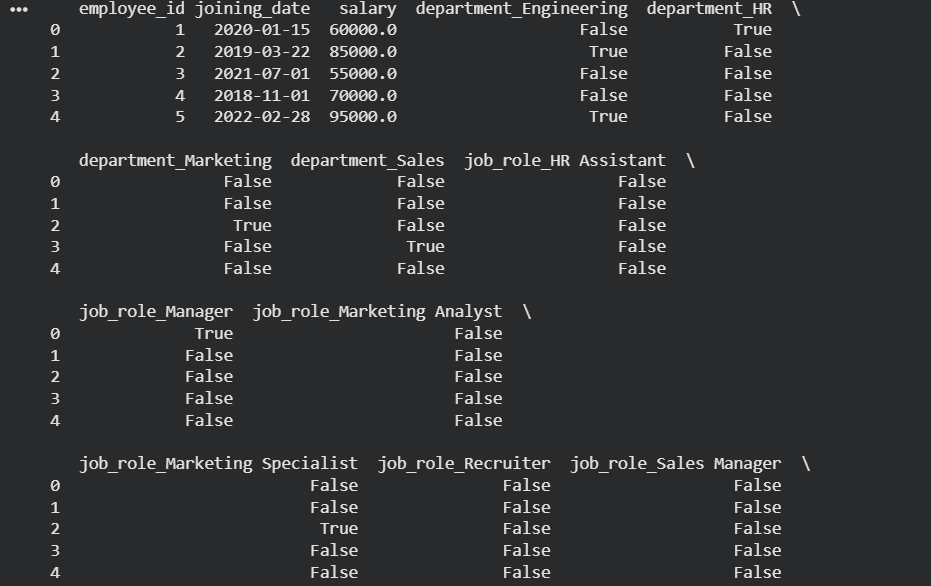 ••• employee_id joining_date salary department_Engineering department_HR \
0 1 2020-01-15 60000.0 False True
1 2 2019-03-22 85000.0 True False
2 3 2021-07-01 55000.0 False False
3 4 2018-11-01 70000.0 False False
4 5 2022-02-28 95000.0 True False
department_Marketing department_Sales job_role_HR Assistant \
0 False False False
1 False False False
2 True False False
3 False True False
4 False False False
job_role_Manager job_role_Marketing Analyst \
0 True False
1 False False
2 False False
3 False False
4 False False
job_role_Marketing Specialist job_role_Recruiter job_role_Sales Manager \
0 False False False
1 False False False
2 True False False
3 False False False
4 False False False